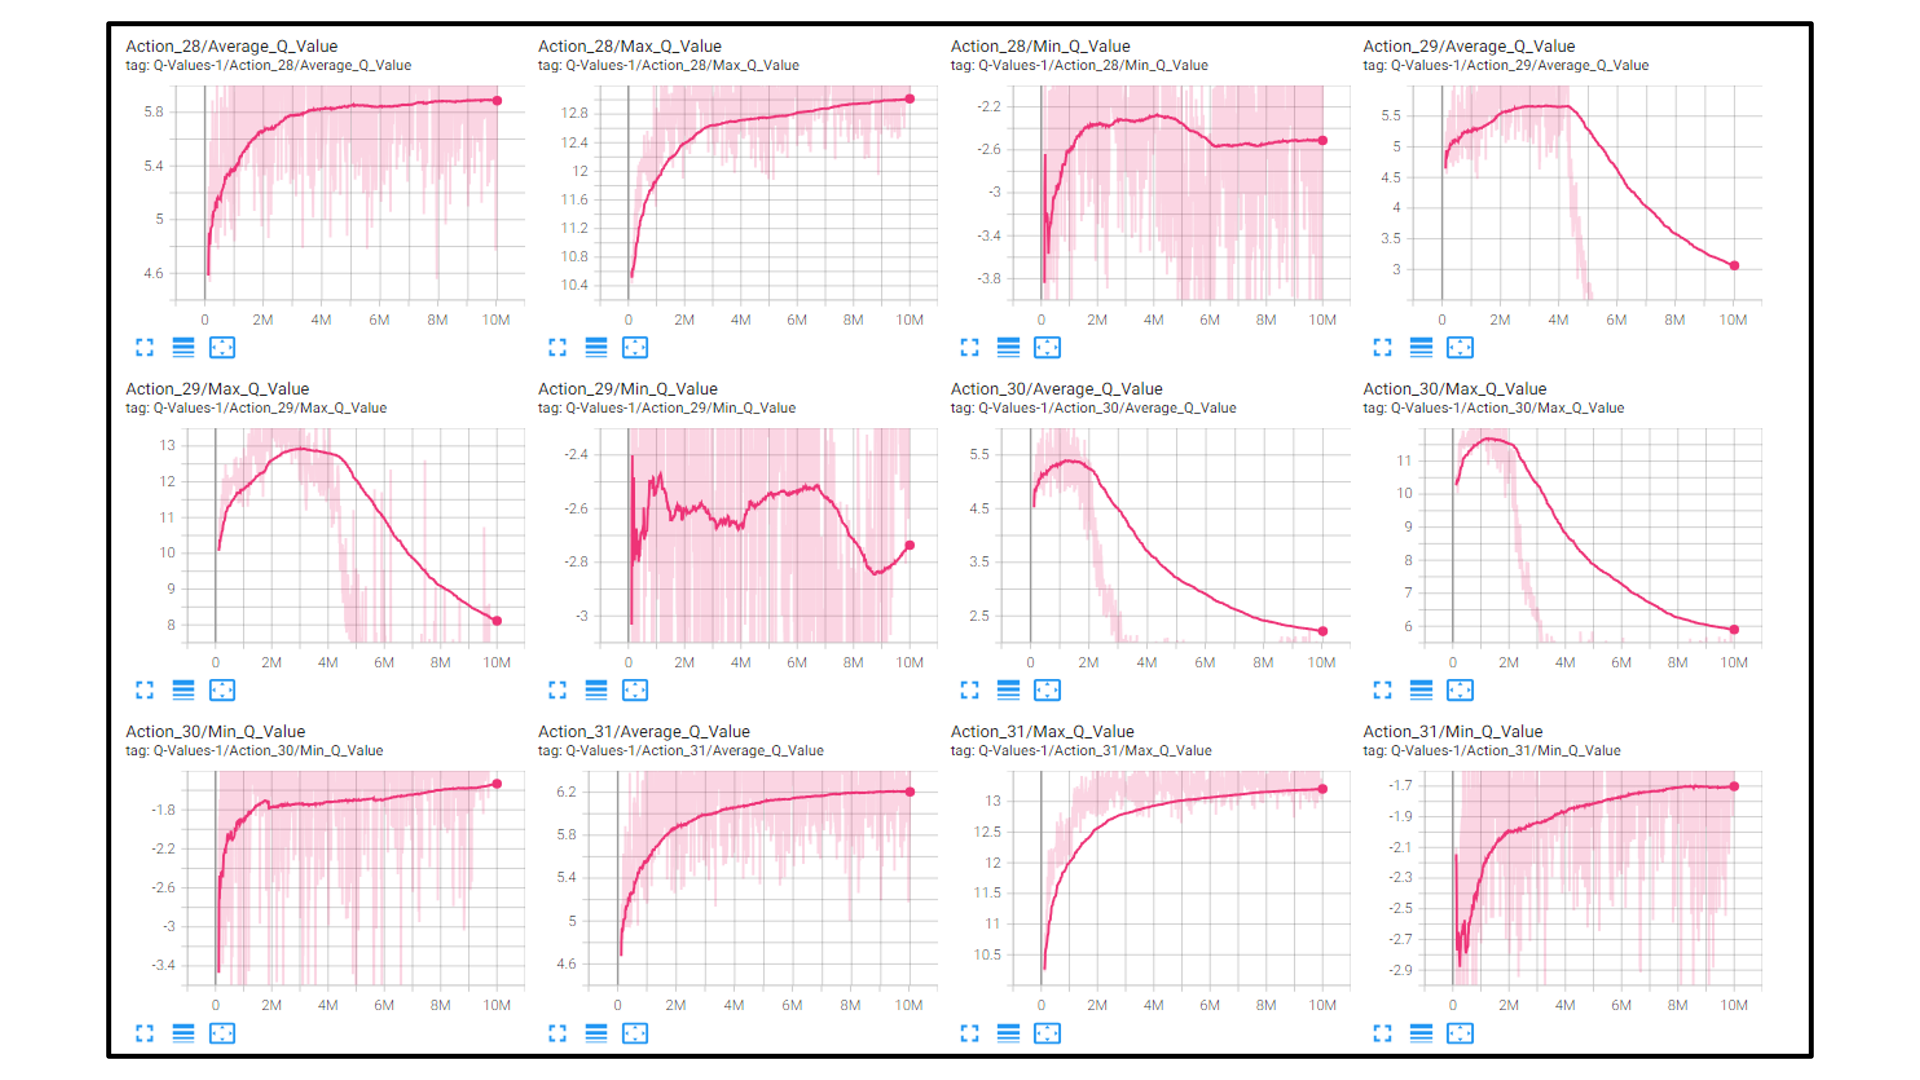 Action_28/Average_Q_Value
tag: Q-Values-1/Action_28/Average_Q_Value
5.8
5.4
5
4.6
0 2M 4M 6M 8M 10M
Action_28/Max_Q_Value
tag: Q-Values-1/Action_28/Max_Q_Value
12.8
12.4
12
11.6
11.2
10.8
10.4
0 2M 4M 6M 8M 10M
Action_28/Min_Q_Value
tag: Q-Values-1/Action_28/Min_Q_Value
-2.2
-2.6
-3
-3.4
-3.8
0 2M 4M 6M 8M 10M
Action_29/Average_Q_Value
tag: Q-Values-1/Action_29/Average_Q_Value
5.5
5
4.5
4
3.5
3
0 2M 4M 6M 8M 10M
Action_29/Max_Q_Value
tag: Q-Values-1/Action_29/Max_Q_Value
13
12
11
10
9
8
0 2M 4M 6M 8M 10M
Action_29/Min_Q_Value
tag: Q-Values-1/Action_29/Min_Q_Value
-2.4
-2.6
-2.8
-3
0 2M 4M 6M 8M 10M
Action_30/Average_Q_Value
tag: Q-Values-1/Action_30/Average_Q_Value
5.5
4.5
3.5
2.5
0 2M 4M 6M 8M 10M
Action_30/Max_Q_Value
tag: Q-Values-1/Action_30/Max_Q_Value
11
10
9
8
7
6
0 2M 4M 6M 8M 10M
Action_30/Min_Q_Value
tag: Q-Values-1/Action_30/Min_Q_Value
-1.8
-2.2
-2.6
-3
-3.4
0 2M 4M 6M 8M 10M
Action_31/Average_Q_Value
tag: Q-Values-1/Action_31/Average_Q_Value
6.2
5.8
5.4
5
4.6
0 2M 4M 6M 8M 10M
Action_31/Max_Q_Value
tag: Q-Values-1/Action_31/Max_Q_Value
13
12.5
12
11.5
11
10.5
0 2M 4M 6M 8M 10M
Action_31/Min_Q_Value
tag: Q-Values-1/Action_31/Min_Q_Value
-1.7
-1.9
-2.1
-2.3
-2.5
-2.7
-2.9
0 2M 4M 6M 8M 10M